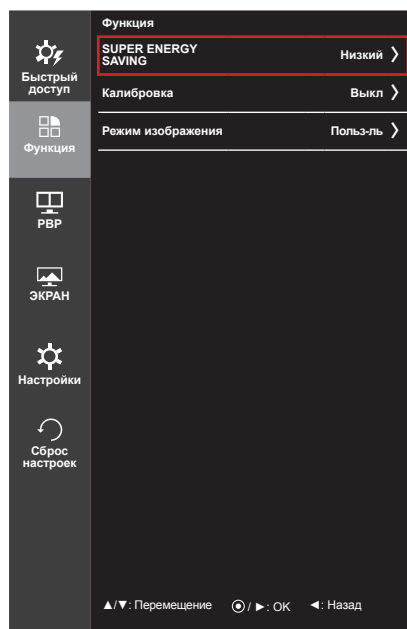 Функция
SUPER ENERGY
SAVING
Низкий
Калибровка Выкл
Режим изображения Польз-ль
Быстрый
доступ
Функция
PBP
ЭКРАН
Настройки
Сброс
настроек
▲/▼: Перемещение ⦿/ ►: OK ◄: Назад